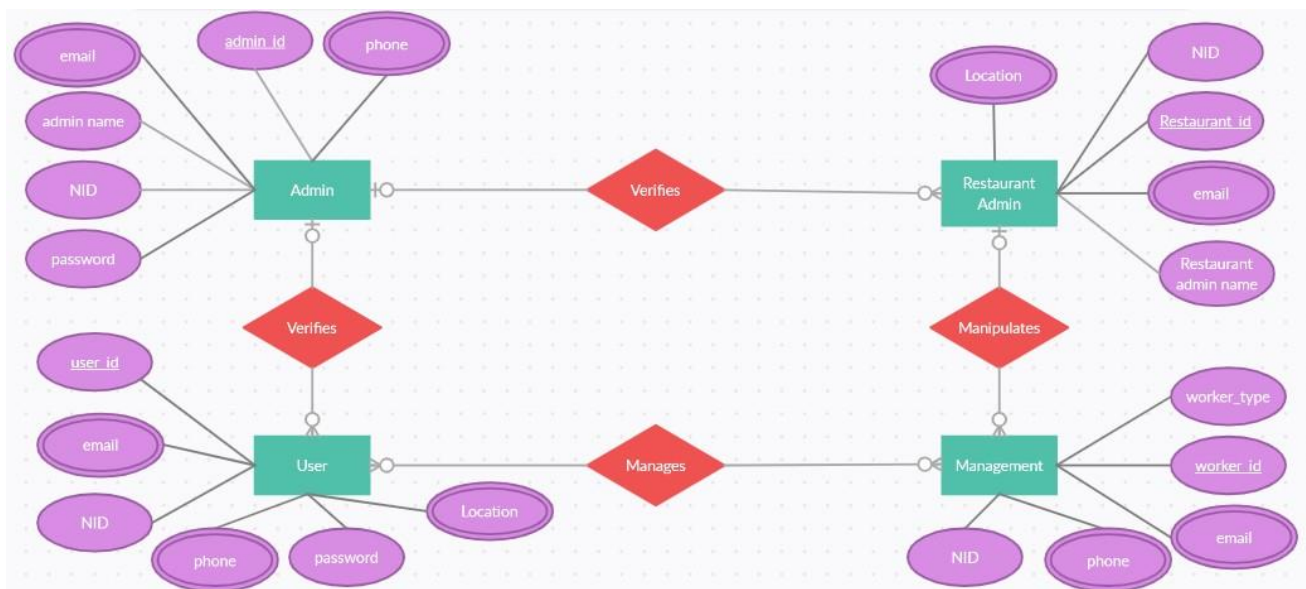 email
admin_id
phone
admin name
NID
password
Admin
Verifies
Location
NID
Restaurant_id
email
Restaurant
admin name
Restaurant
Admin
Verifies
Manipulates
user_id
email
NID
phone
password
Location
User
Manages
Management
worker_type
worker_id
email
phone
NID